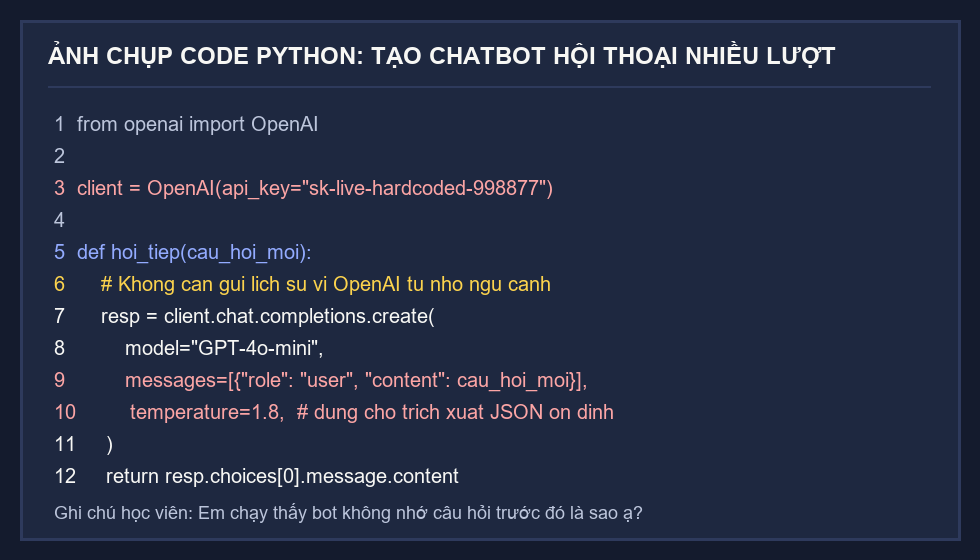 ẢNH CHỤP CODE PYTHON: TẠO CHATBOT HỘI THOẠI NHIỀU LƯỢT
1 from openai import OpenAI
2
3 client = OpenAI(api_key="sk-live-hardcoded-998877")
4
5 def hoi_tiep(cau_hoi_moi):
6     # Khong can gui lich su vi OpenAI tu nho ngu canh
7     resp = client.chat.completions.create(
8         model="GPT-4o-mini",
9         messages=[{"role": "user", "content": cau_hoi_moi}],
10         temperature=1.8,  # dung cho trich xuat JSON on dinh
11     )
12     return resp.choices[0].message.content
Ghi chú học viên: Em chạy thấy bot không nhớ câu hỏi trước đó là sao ạ?